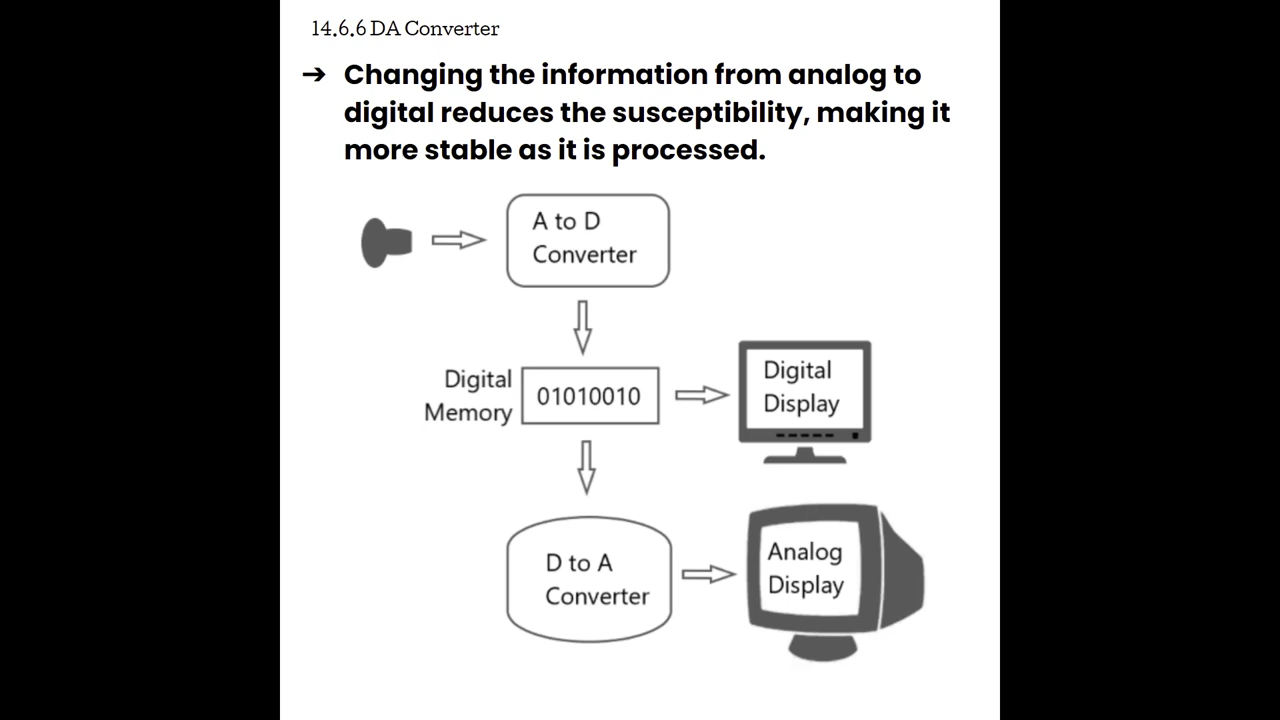 14.6.6 DA Converter
➔ Changing the information from analog to
digital reduces the susceptibility, making it
more stable as it is processed.
A to D
Converter
Digital
Memory
01010010
Digital
Display
D to A
Converter
Analog
Display